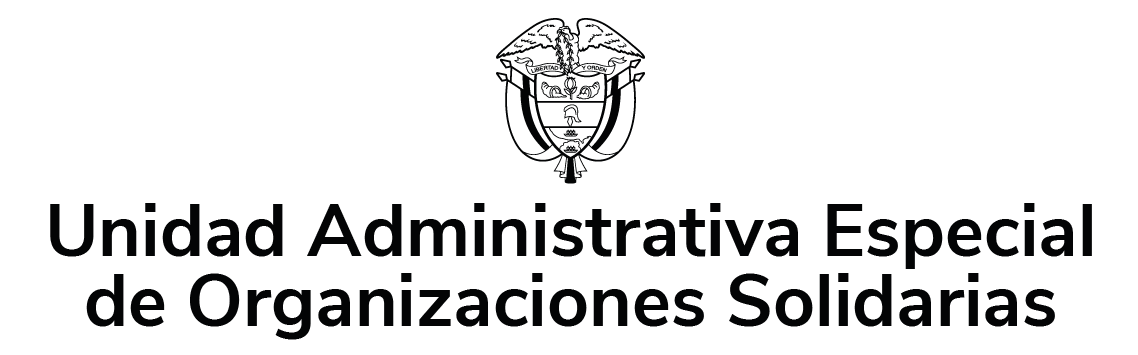 LIBERTAD Y ORDEN
Unidad Administrativa Especial
de Organizaciones Solidarias